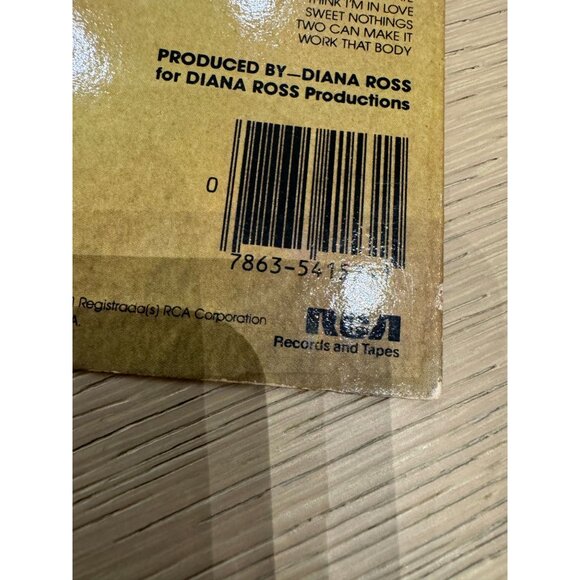 THINK I'M IN LOVE
SWEET NOTHINGS
TWO CAN MAKE IT
WORK THAT BODY
PRODUCED BY—DIANA ROSS
for DIANA ROSS Productions
0
7863-541
Registrada(s) RCA Corporation
A.
RCA
Records and Tapes